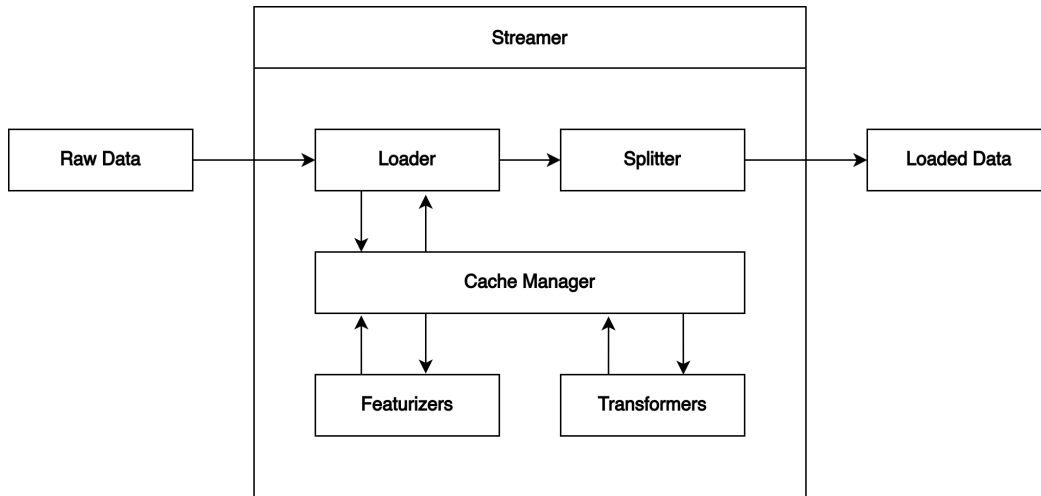 Streamer
Raw Data
Loader
Splitter
Loaded Data
Cache Manager
Featurizers
Transformers